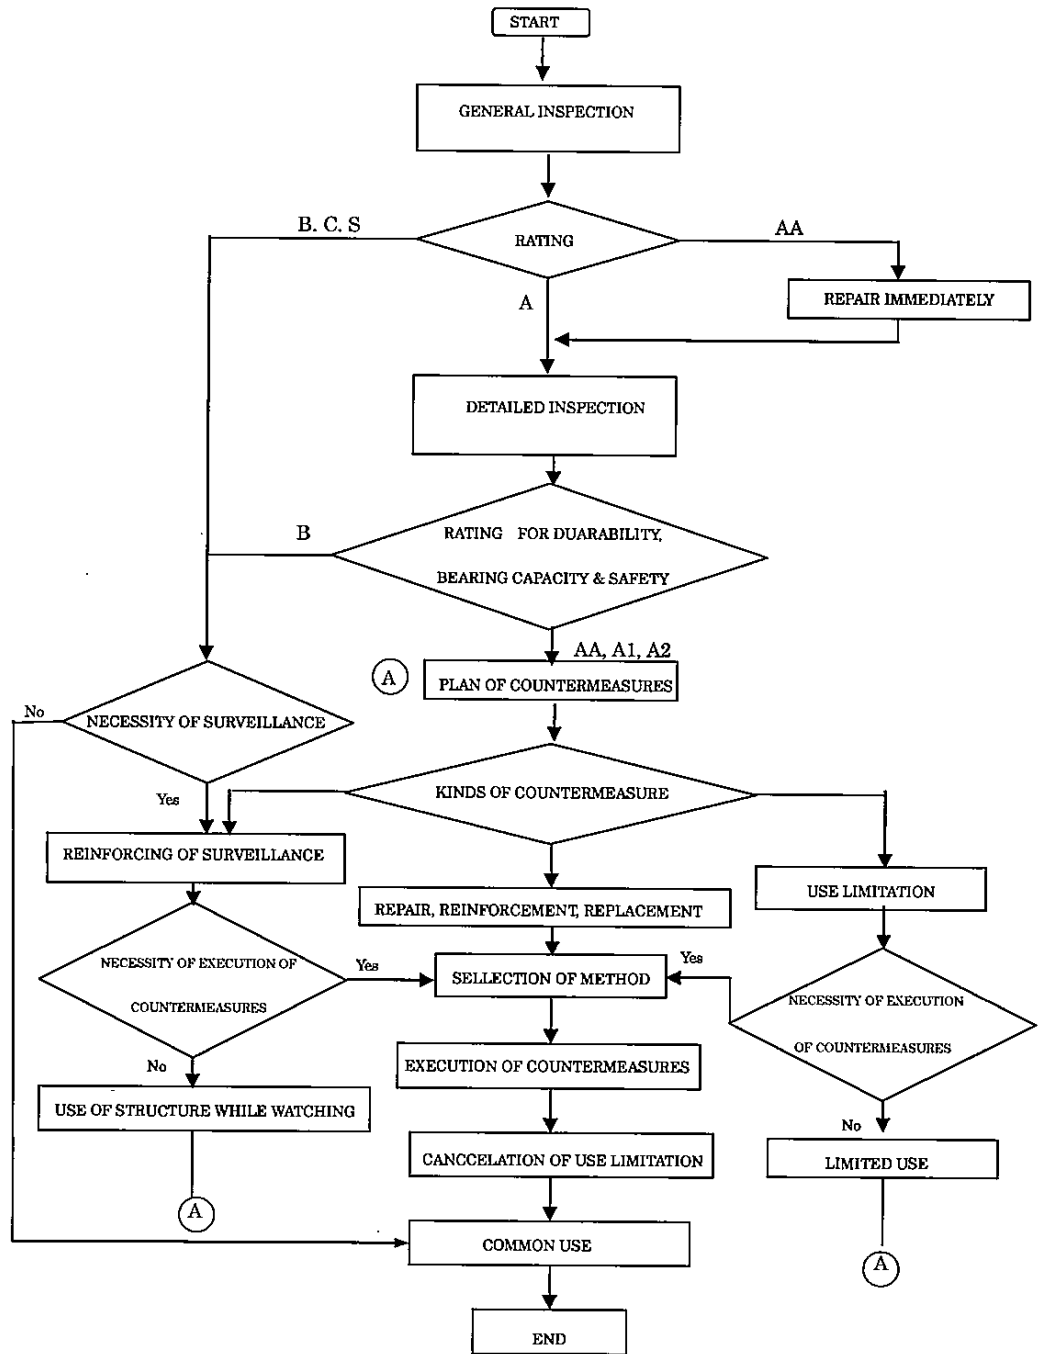 START
GENERAL INSPECTION
B. C. S
RATING
AA
A
REPAIR IMMEDIATELY
DETAILED INSPECTION
B
RATING FOR DUARABILITY,
BEARING CAPACITY & SAFETY
AA, A1, A2
A
PLAN OF COUNTERMEASURES
No
NECESSITY OF SURVEILLANCE
KINDS OF COUNTERMEASURE
Yes
REINFORCING OF SURVEILLANCE
USE LIMITATION
REPAIR, REINFORCEMENT, REPLACEMENT
NECESSITY OF EXECUTION OF
COUNTERMEASURES
Yes
SELLECTION OF METHOD
Yes
NECESSITY OF EXECUTION
OF COUNTERMEASURES
EXECUTION OF COUNTERMEASURES
No
USE OF STRUCTURE WHILE WATCHING
No
CANCCELATION OF USE LIMITATION
LIMITED USE
A
COMMON USE
A
END